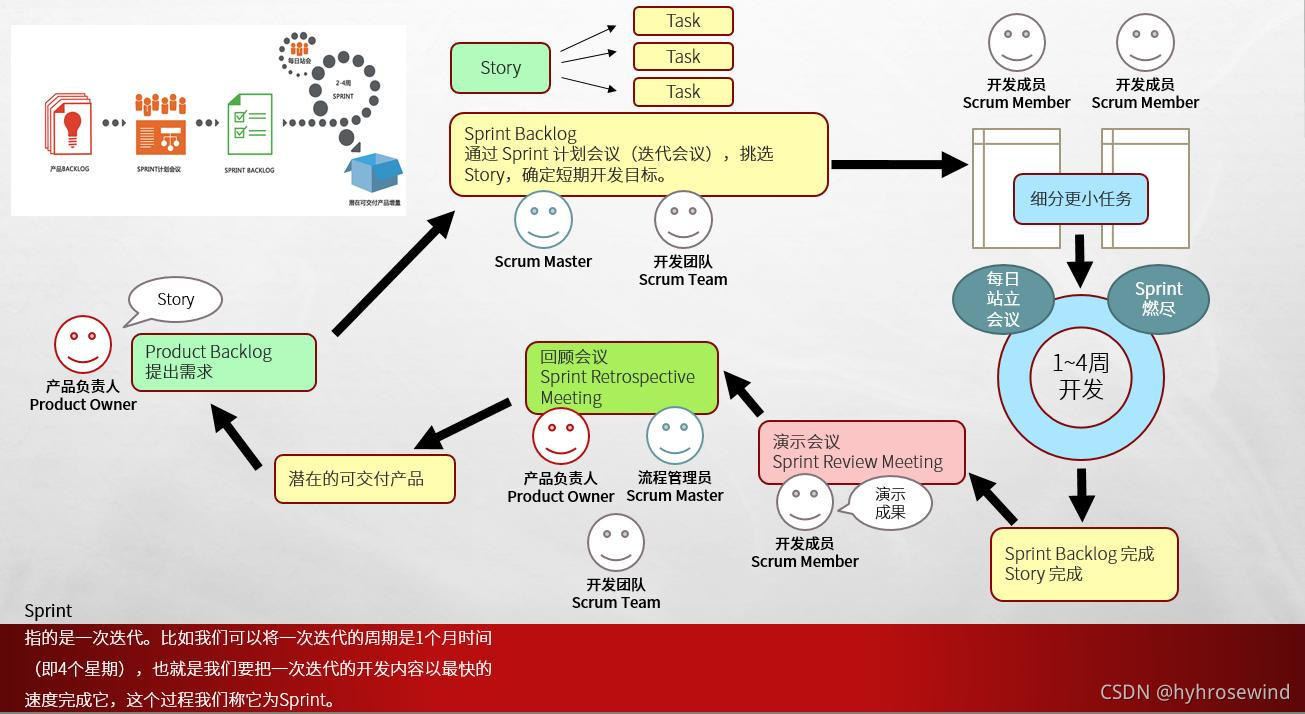 每日站会
2-4周
SPRINT
产品BACKLOG
SPRINT计划会议
SPRINT BACKLOG
潜在可交付产品增量
Story
Task
Task
Task
Sprint Backlog
通过 Sprint 计划会议（迭代会议），挑选
Story，确定短期开发目标。
Scrum Master
开发团队
Scrum Team
开发成员
Scrum Member
开发成员
Scrum Member
细分更小任务
每日
站立
会议
Sprint
燃尽
1~4周
开发
Story
Product Backlog
提出需求
产品负责人
Product Owner
回顾会议
Sprint Retrospective
Meeting
产品负责人
Product Owner
流程管理员
Scrum Master
开发团队
Scrum Team
潜在的可交付产品
演示会议
Sprint Review Meeting
演示
成果
开发成员
Scrum Member
Sprint Backlog 完成
Story 完成
Sprint
指的是一次迭代。比如我们可以将一次迭代的周期是1个月时间
（即4个星期），也就是我们要把一次迭代的开发内容以最快的
速度完成它，这个过程我们称它为Sprint。
CSDN @hyhrosewind